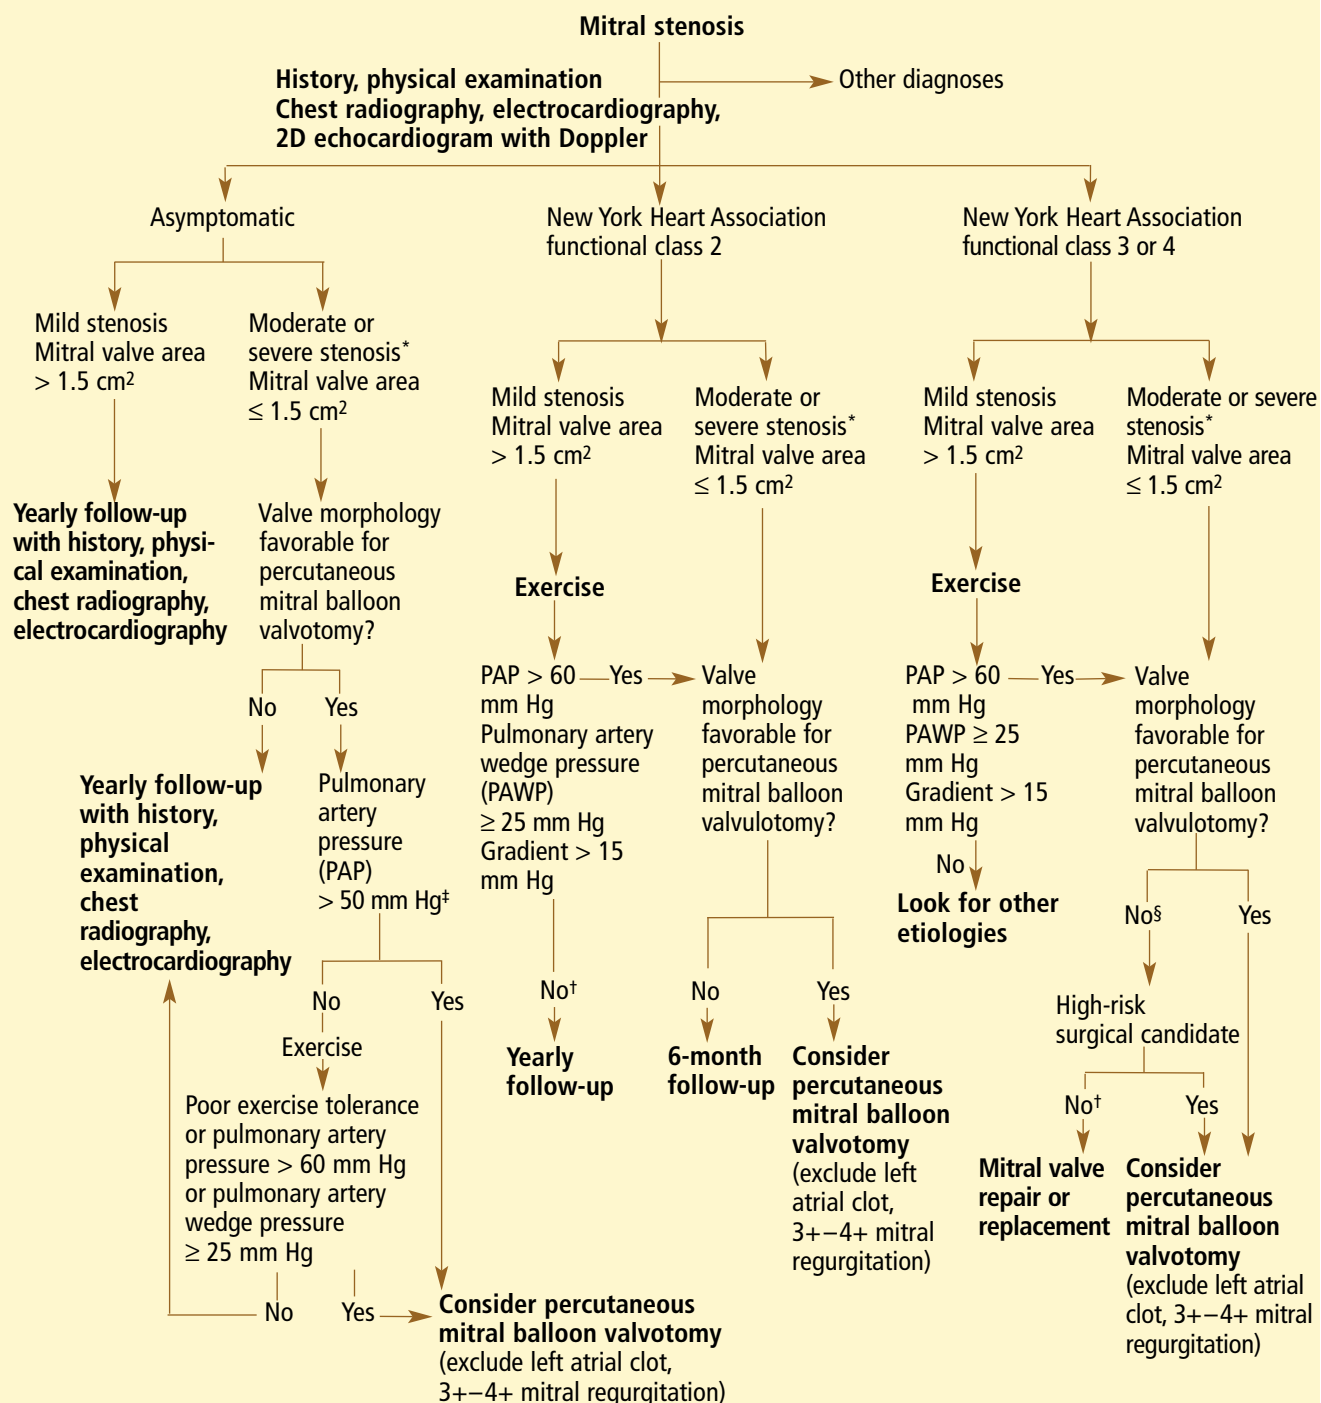 Mitral stenosis
History, physical examination
Chest radiography, electrocardiography,
2D echocardiogram with Doppler
Other diagnoses
Asymptomatic
Mild stenosis
Mitral valve area
> 1.5 cm²
Yearly follow-up
with history, physi-
cal examination,
chest radiography,
electrocardiography
Moderate or
severe stenosis*
Mitral valve area
≤ 1.5 cm²
Valve morphology
favorable for
percutaneous
mitral balloon
valvotomy?
No
Yes
Yearly follow-up
with history,
physical
examination,
chest
radiography,
electrocardiography
Pulmonary
artery
pressure
(PAP)
> 50 mm Hg‡
No
Yes
Exercise
Poor exercise tolerance
or pulmonary artery
pressure > 60 mm Hg
or pulmonary artery
wedge pressure
≥ 25 mm Hg
No
Yes
Consider percutaneous
mitral balloon valvotomy
(exclude left atrial clot,
3+−4+ mitral regurgitation)
New York Heart Association
functional class 2
Mild stenosis
Mitral valve area
> 1.5 cm²
Exercise
PAP > 60
mm Hg
Pulmonary artery
wedge pressure
(PAWP)
≥ 25 mm Hg
Gradient > 15
mm Hg
Yes
No†
Yearly
follow-up
Moderate or
severe stenosis*
Mitral valve area
≤ 1.5 cm²
Valve
morphology
favorable for
percutaneous
mitral balloon
valvulotomy?
No
Yes
6-month
follow-up
Consider
percutaneous
mitral balloon
valvotomy
(exclude left
atrial clot,
3+−4+ mitral
regurgitation)
New York Heart Association
functional class 3 or 4
Mild stenosis
Mitral valve area
> 1.5 cm²
Exercise
PAP > 60
mm Hg
PAWP ≥ 25
mm Hg
Gradient > 15
mm Hg
Yes
No
Look for other
etiologies
Moderate or severe
stenosis*
Mitral valve area
≤ 1.5 cm²
Valve
morphology
favorable for
percutaneous
mitral balloon
valvulotomy?
No§
Yes
High-risk
surgical candidate
No†
Yes
Mitral valve
repair or
replacement
Consider
percutaneous
mitral balloon
valvotomy
(exclude left atrial
clot, 3+−4+ mitral
regurgitation)